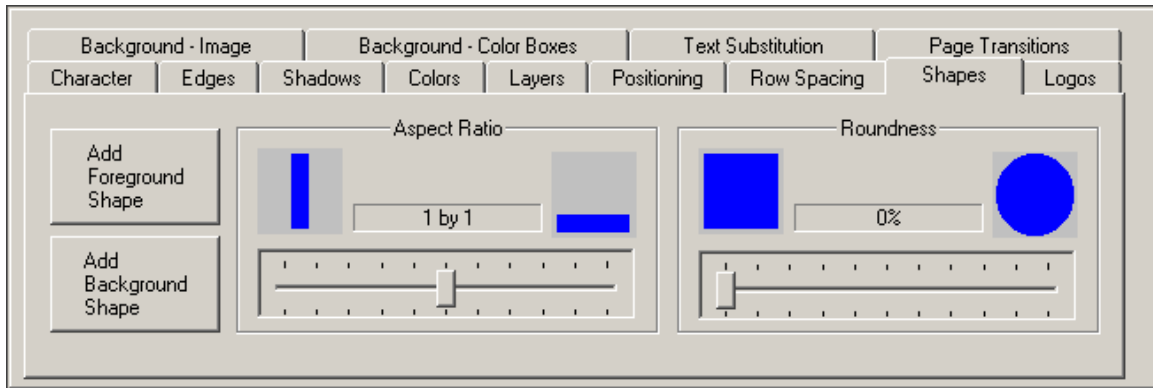 Background - Image
Background - Color Boxes
Text Substitution
Page Transitions
Character
Edges
Shadows
Colors
Layers
Positioning
Row Spacing
Shapes
Logos
Add
Foreground
Shape
Add
Background
Shape
Aspect Ratio
1 by 1
Roundness
0%